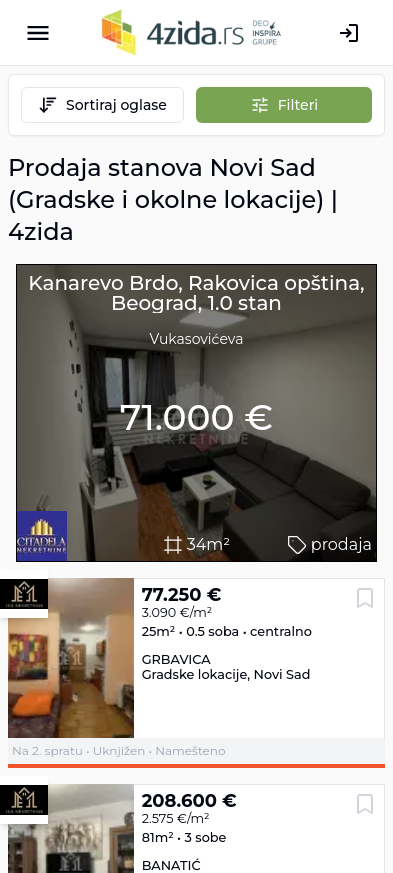 4zida.rs
DEO
INSPIRA
GRUPE
Sortiraj oglase
Filteri
Prodaja stanova Novi Sad
(Gradske i okolne lokacije) |
4zida
Kanarevo Brdo, Rakovica opština,
Beograd, 1.0 stan
Vukasovićeva
71.000 €
NEKRETNINE
CITADELA
NEKRETNINE
34m²
prodaja
77.250 €
3.090 €/m²
25m² • 0.5 soba • centralno
GRBAVICA
Gradske lokacije, Novi Sad
Na 2. spratu • Uknjižen • Namešteno
208.600 €
2.575 €/m²
81m² • 3 sobe
BANATIĆ